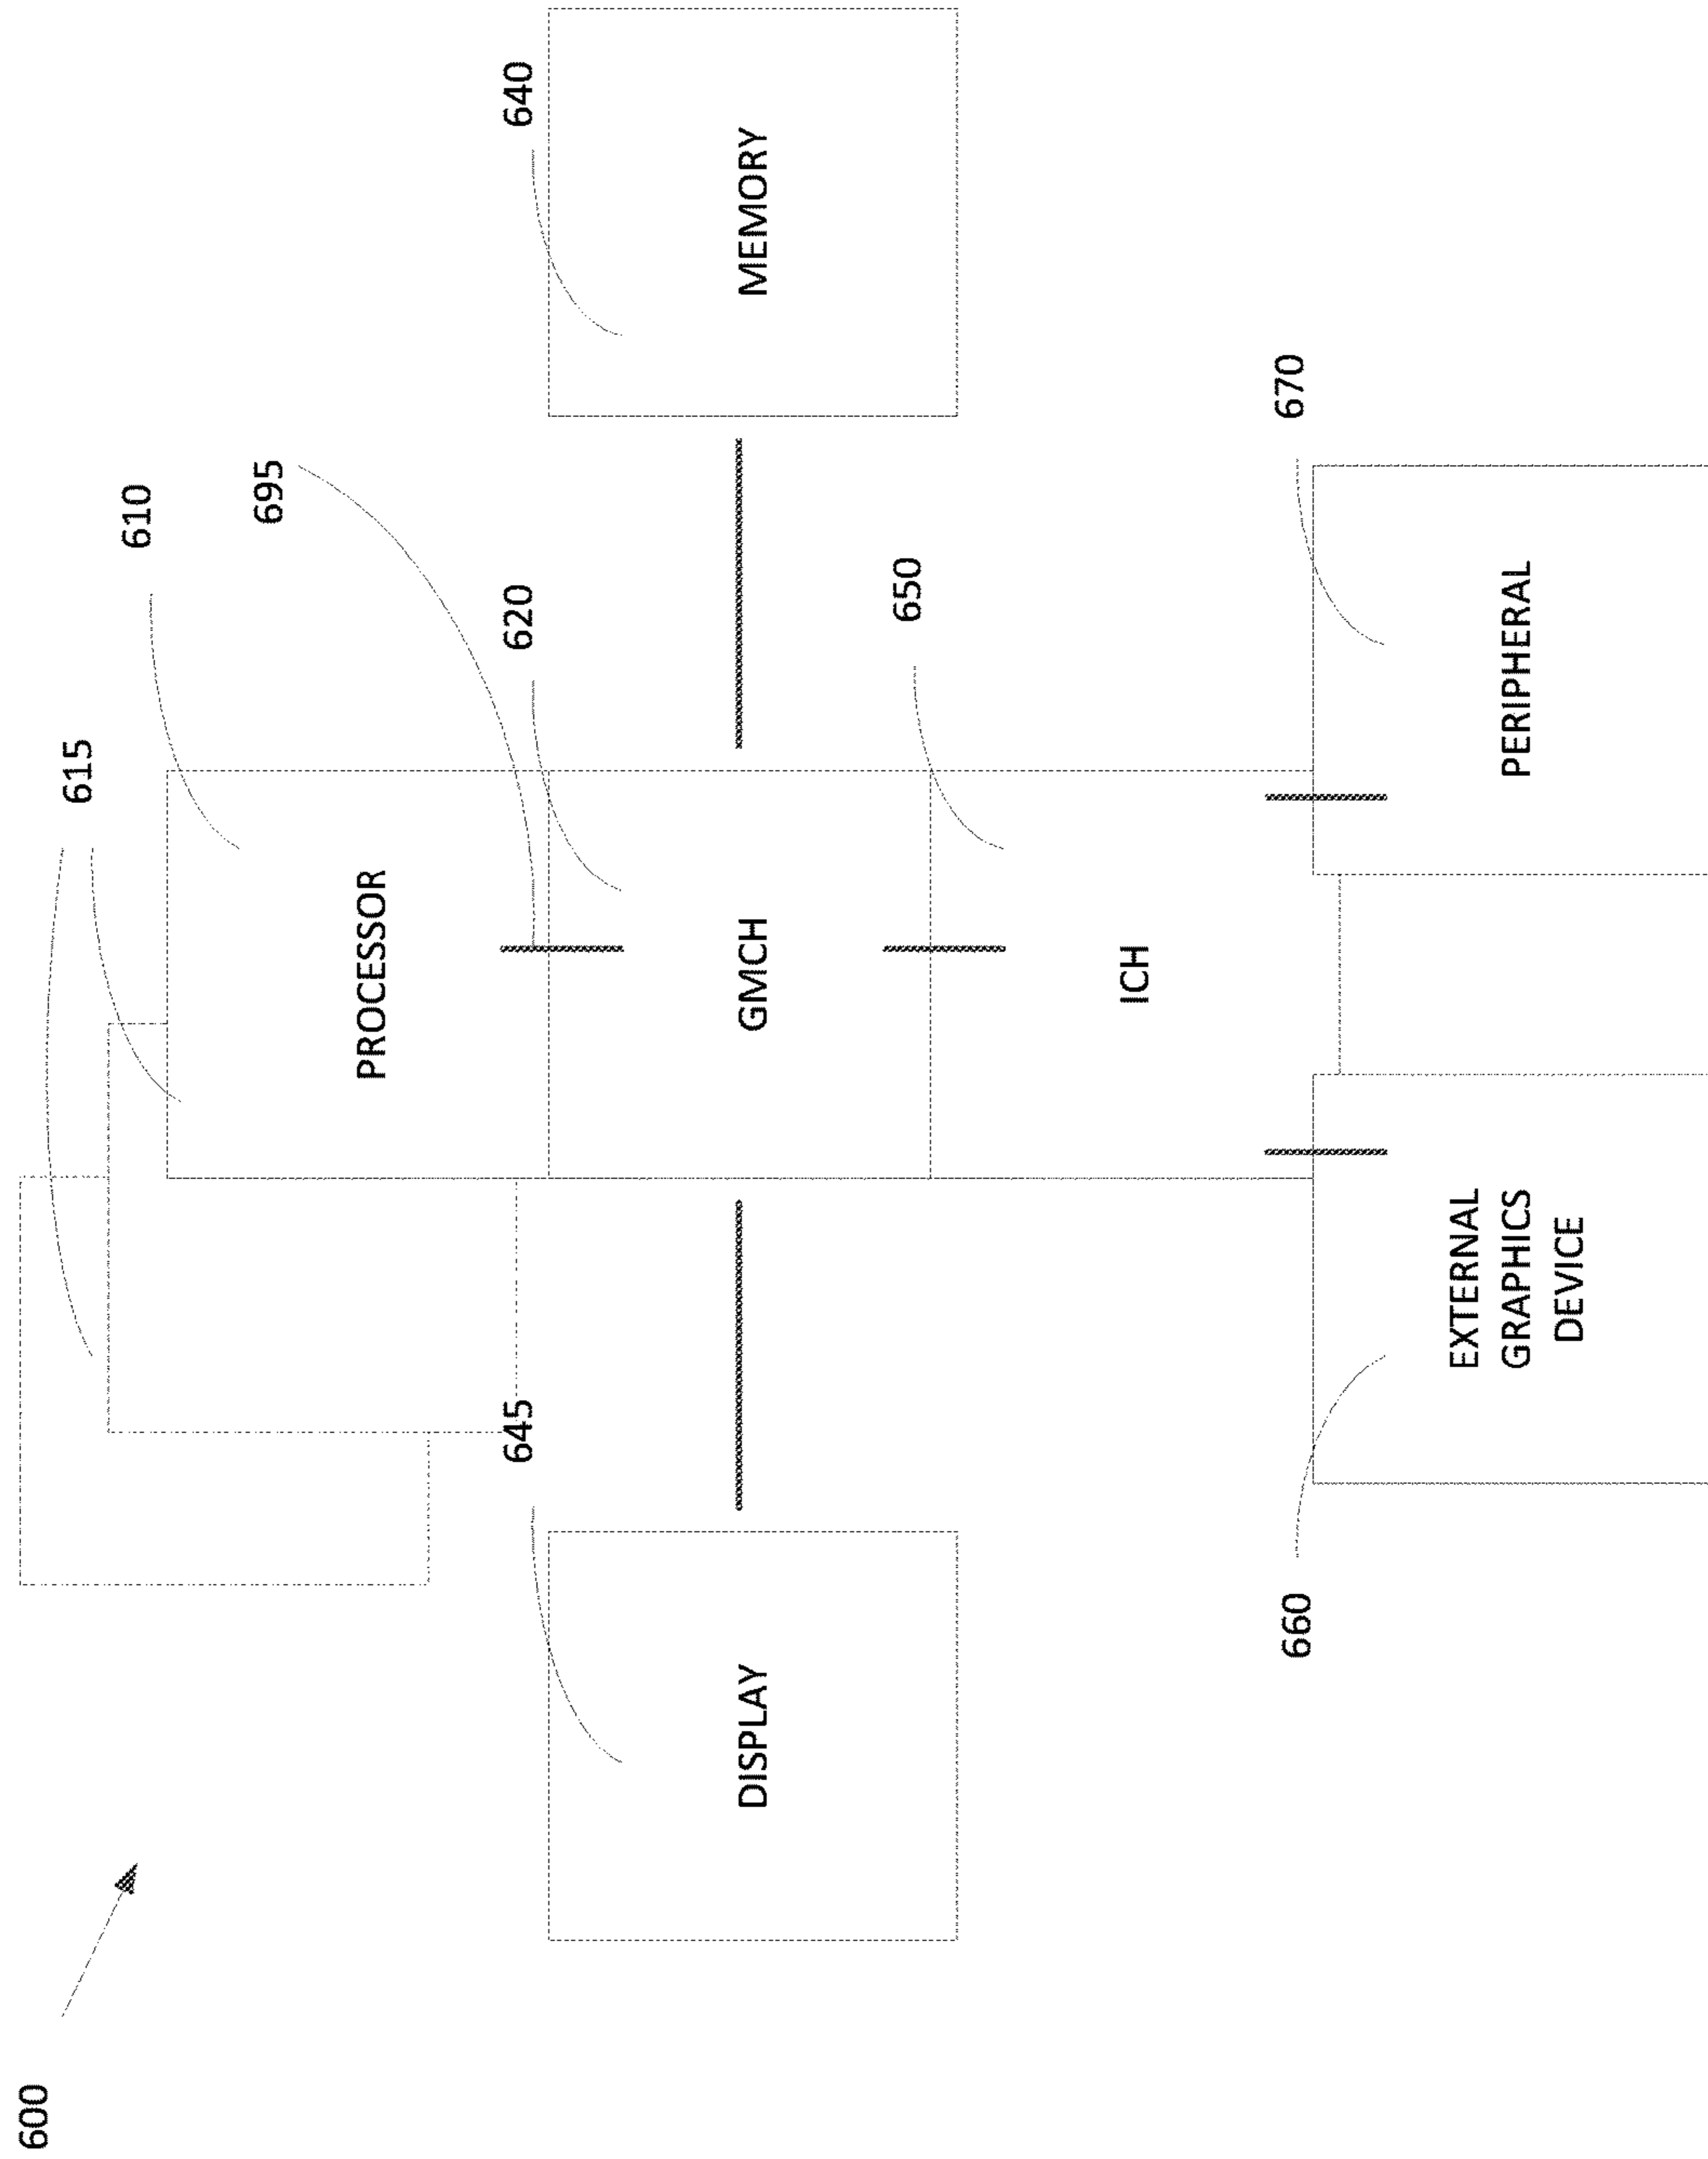 600
615
610
695
PROCESSOR
645
620
640
DISPLAY
GMCH
MEMORY
650
ICH
660
670
EXTERNAL
GRAPHICS
DEVICE
PERIPHERAL